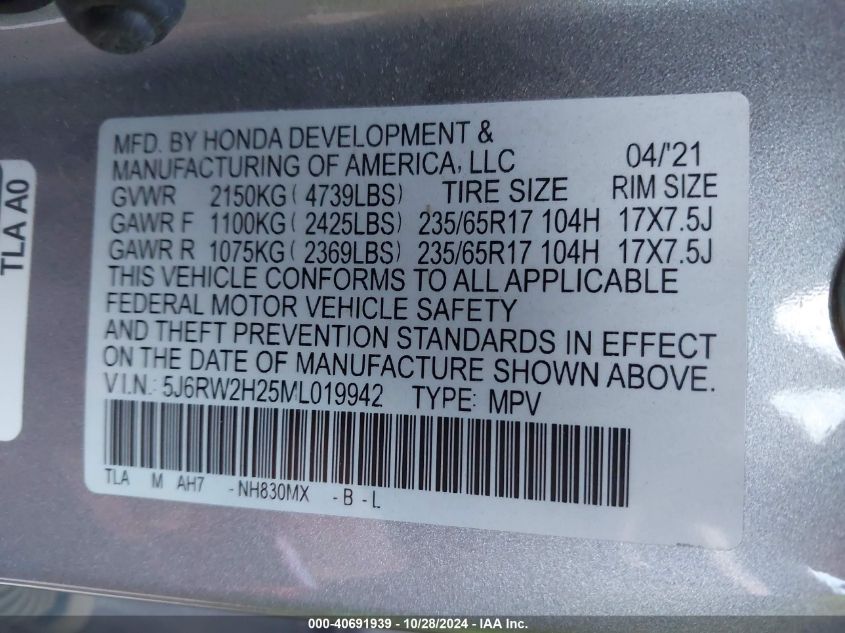 MFD. BY HONDA DEVELOPMENT &
MANUFACTURING OF AMERICA, LLC 04/'21
GVWR 2150KG ( 4739LBS) TIRE SIZE RIM SIZE
GAWR F 1100KG ( 2425LBS) 235/65R17 104H 17X7.5J
GAWR R 1075KG ( 2369LBS) 235/65R17 104H 17X7.5J
THIS VEHICLE CONFORMS TO ALL APPLICABLE
FEDERAL MOTOR VEHICLE SAFETY
AND THEFT PREVENTION STANDARDS IN EFFECT
ON THE DATE OF MANUFACTURE SHOWN ABOVE.
V.I.N.: 5J6RW2H25ML019942 TYPE: MPV
TLA M AH7 -NH830MX -B -L
TLA A0
000-40691939 - 10/28/2024 - IAA Inc.